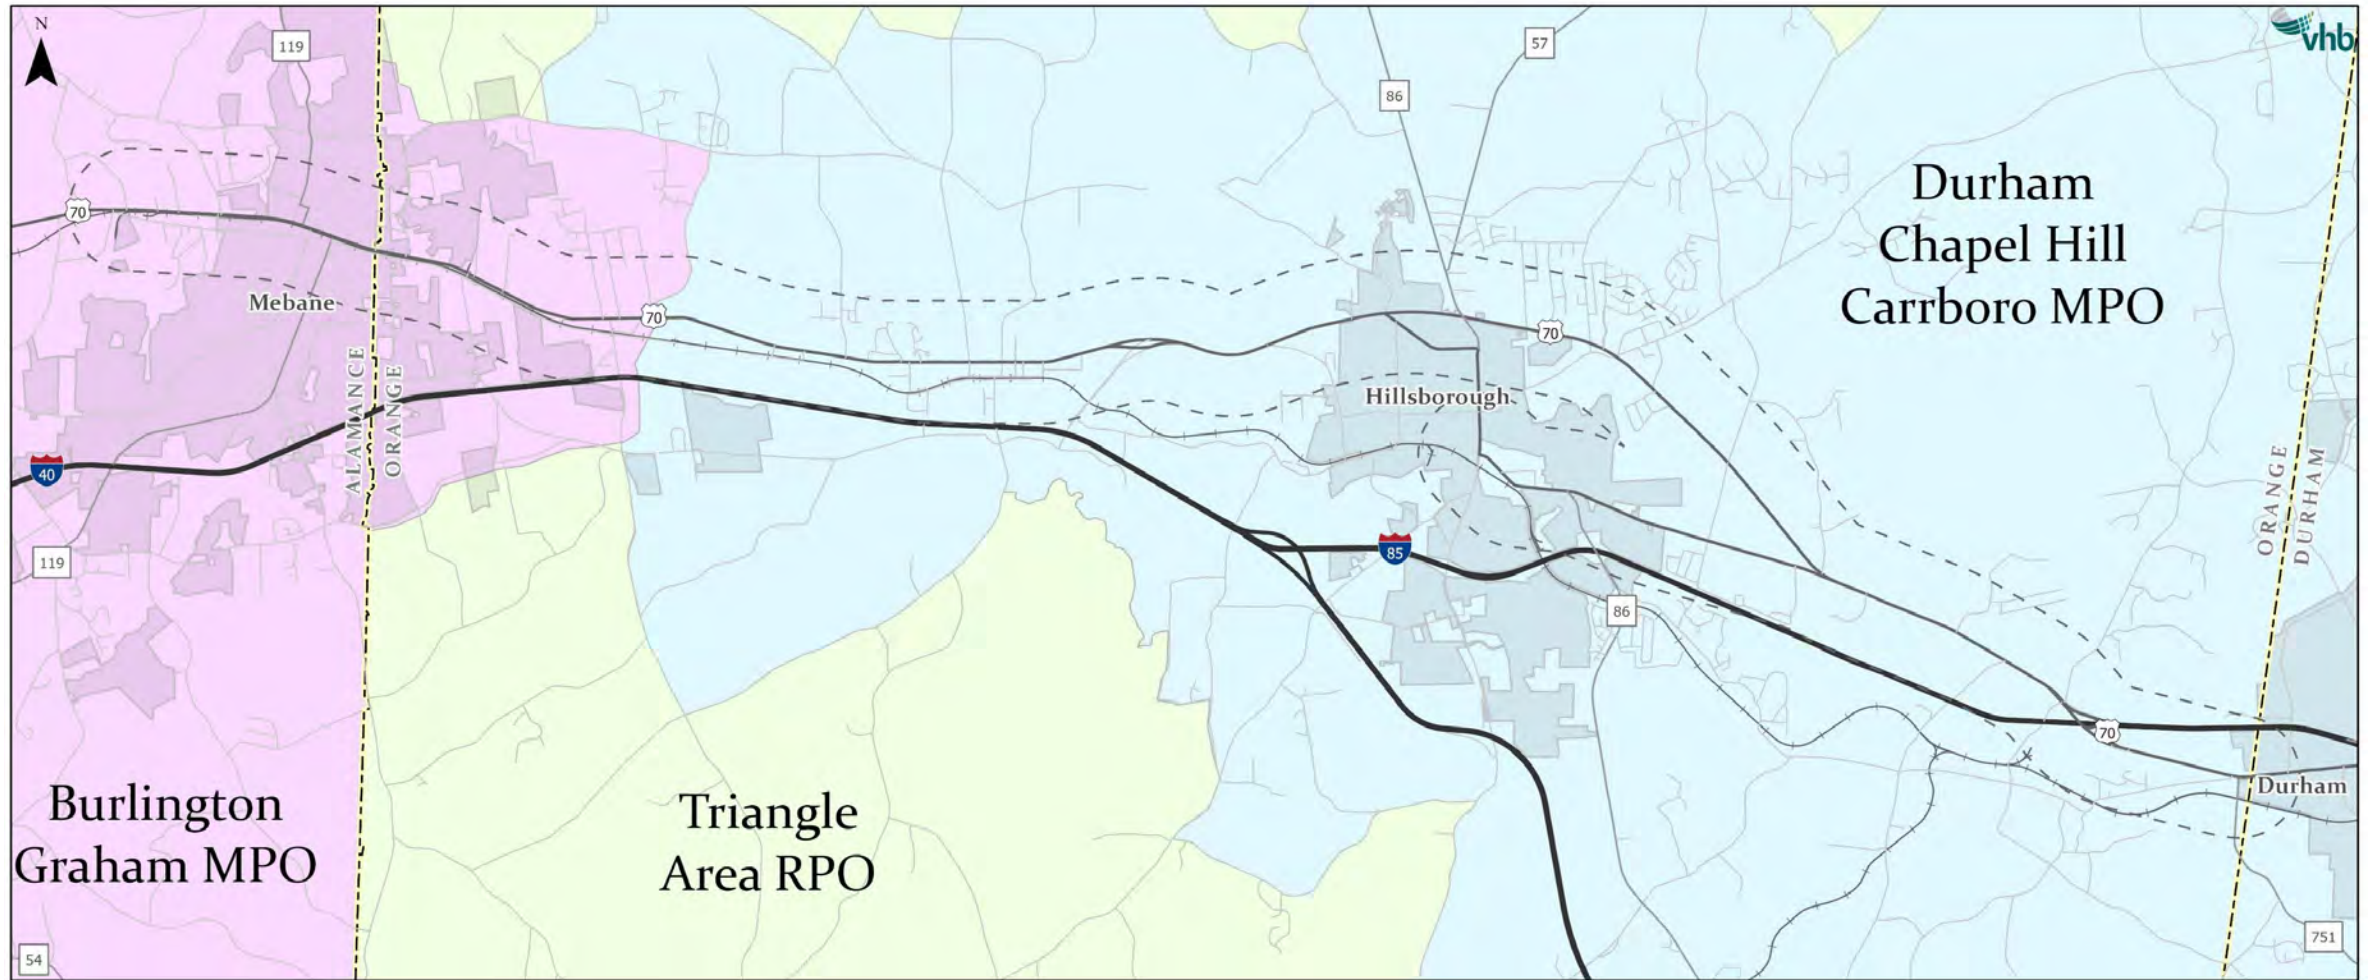 N
119
57
vhb
86
Durham
Chapel Hill
Carrboro MPO
70
Mebane
70
70
Hillsborough
ALAMANCE
ORANGE
ORANGE
DURHAM
40
85
119
86
70
Durham
Burlington
Graham MPO
Triangle
Area RPO
54
751